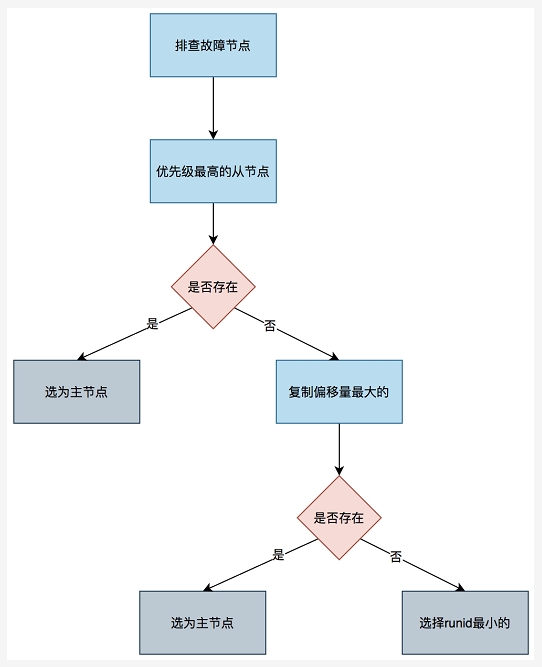 排查故障节点
优先级最高的从节点
是否存在
是
否
选为主节点
复制偏移量最大的
是否存在
是
否
选为主节点
选择runid最小的